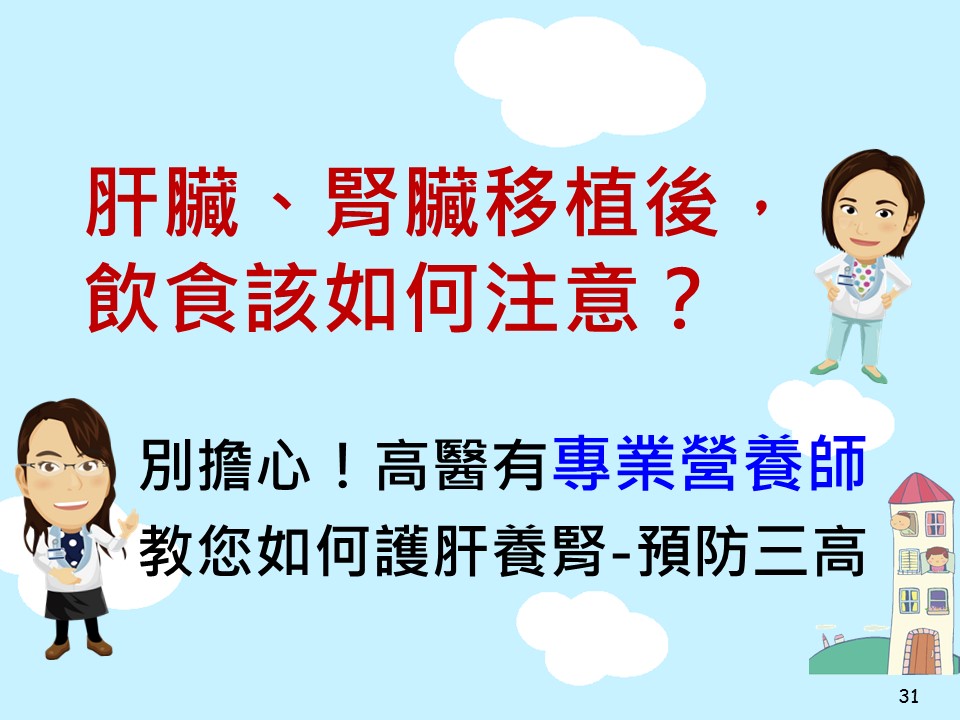 肝臟、腎臟移植後，
飲食該如何注意？
別擔心！高醫有專業營養師
教您如何護肝養腎-預防三高
31